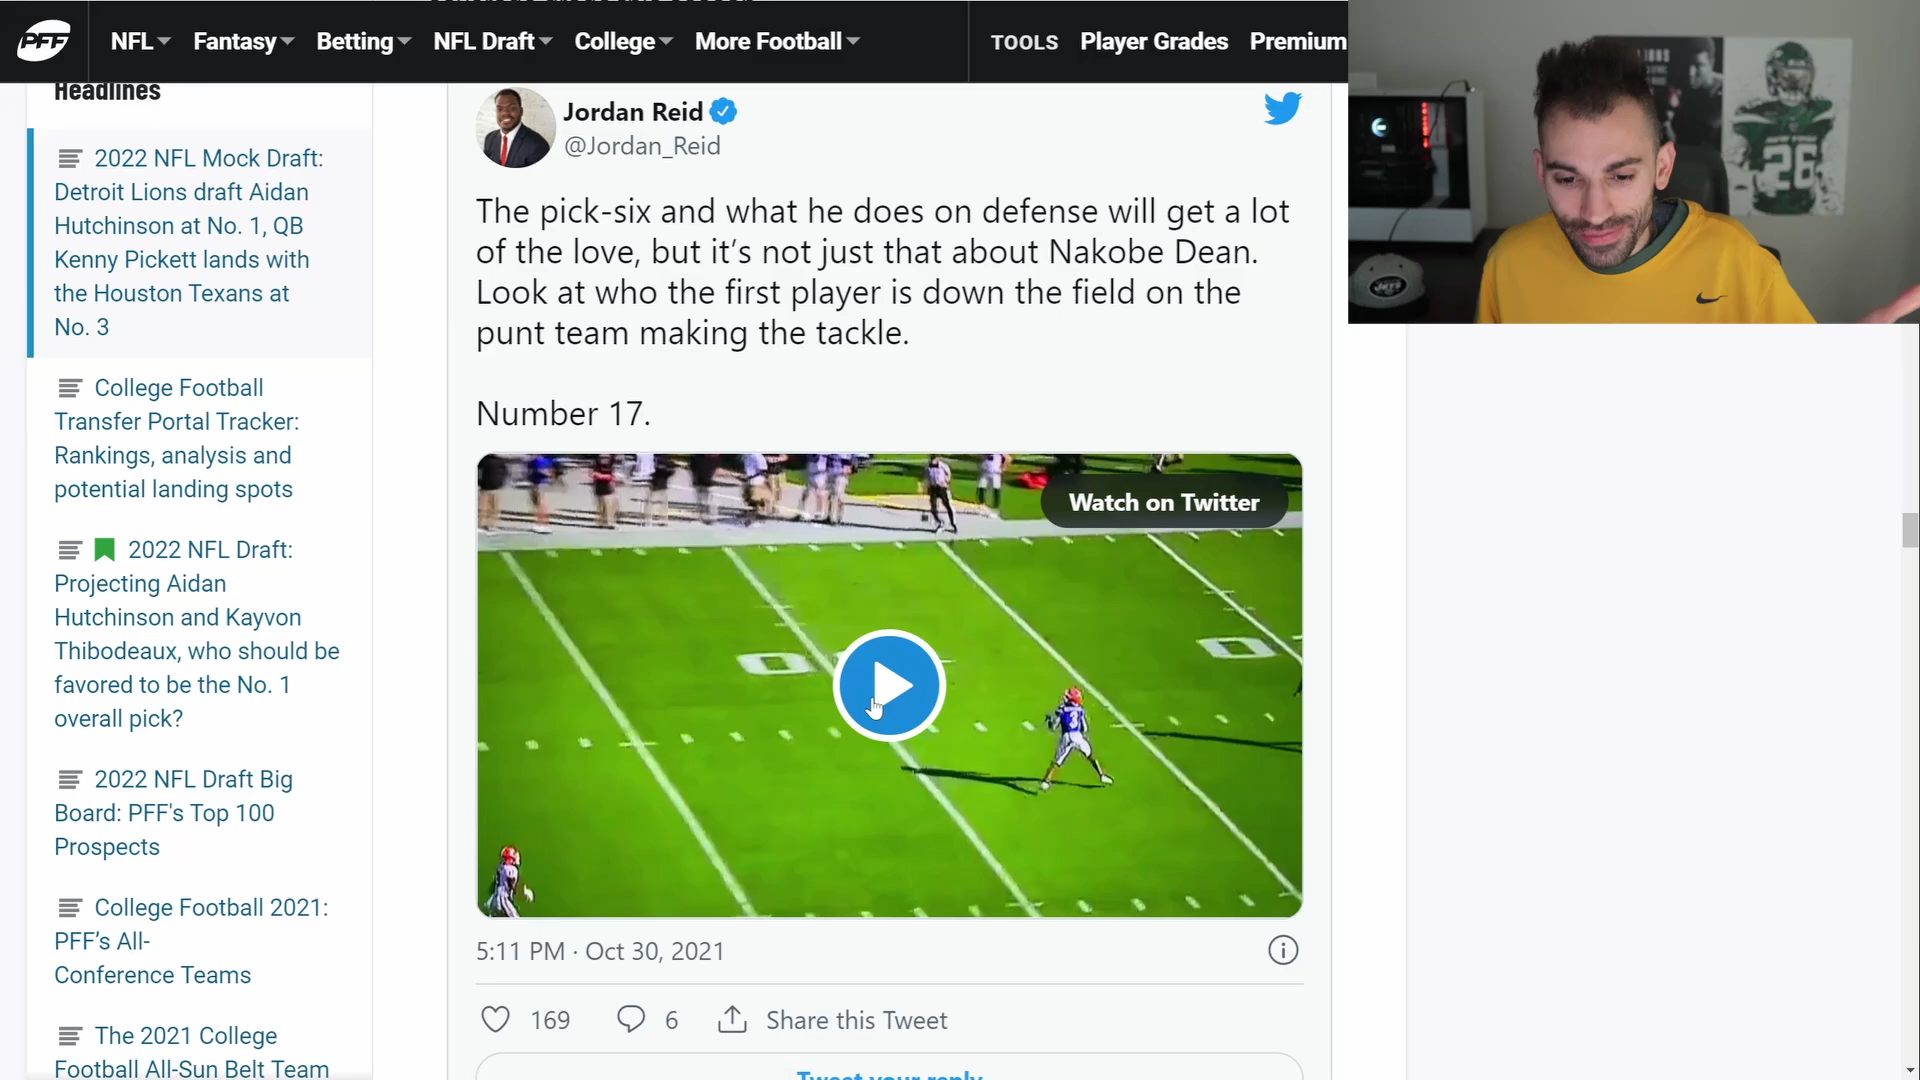 PFF
NFL
Fantasy
Betting
NFL Draft
College
More Football
TOOLS
Player Grades
Premium
Headlines
2022 NFL Mock Draft:
Detroit Lions draft Aidan
Hutchinson at No. 1, QB
Kenny Pickett lands with
the Houston Texans at
No. 3
College Football
Transfer Portal Tracker:
Rankings, analysis and
potential landing spots
2022 NFL Draft:
Projecting Aidan
Hutchinson and Kayvon
Thibodeaux, who should be
favored to be the No. 1
overall pick?
2022 NFL Draft Big
Board: PFF's Top 100
Prospects
College Football 2021:
PFF’s All-
Conference Teams
The 2021 College
Football All-Sun Belt Team
Jordan Reid
@Jordan_Reid
The pick-six and what he does on defense will get a lot
of the love, but it’s not just that about Nakobe Dean.
Look at who the first player is down the field on the
punt team making the tackle.
Number 17.
Watch on Twitter
3
5:11 PM · Oct 30, 2021
169
6
Share this Tweet
Tweet your reply
26
JETS